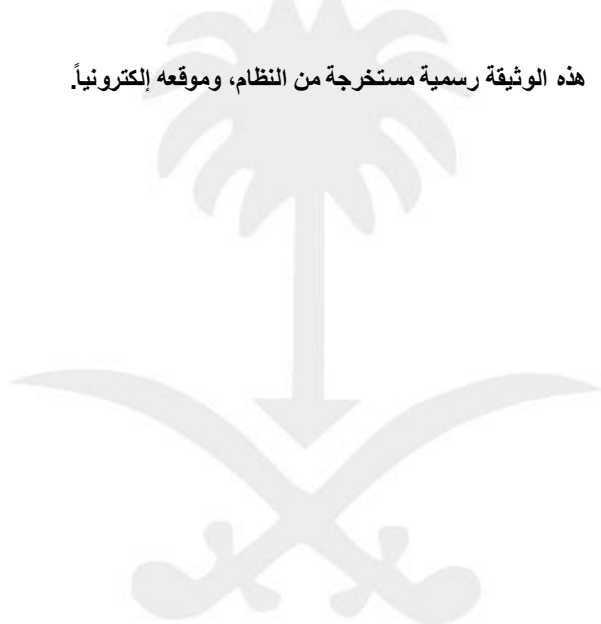 هذه الوثيقة رسمية مستخرجة من النظام، وموقعه إلكترونياً.